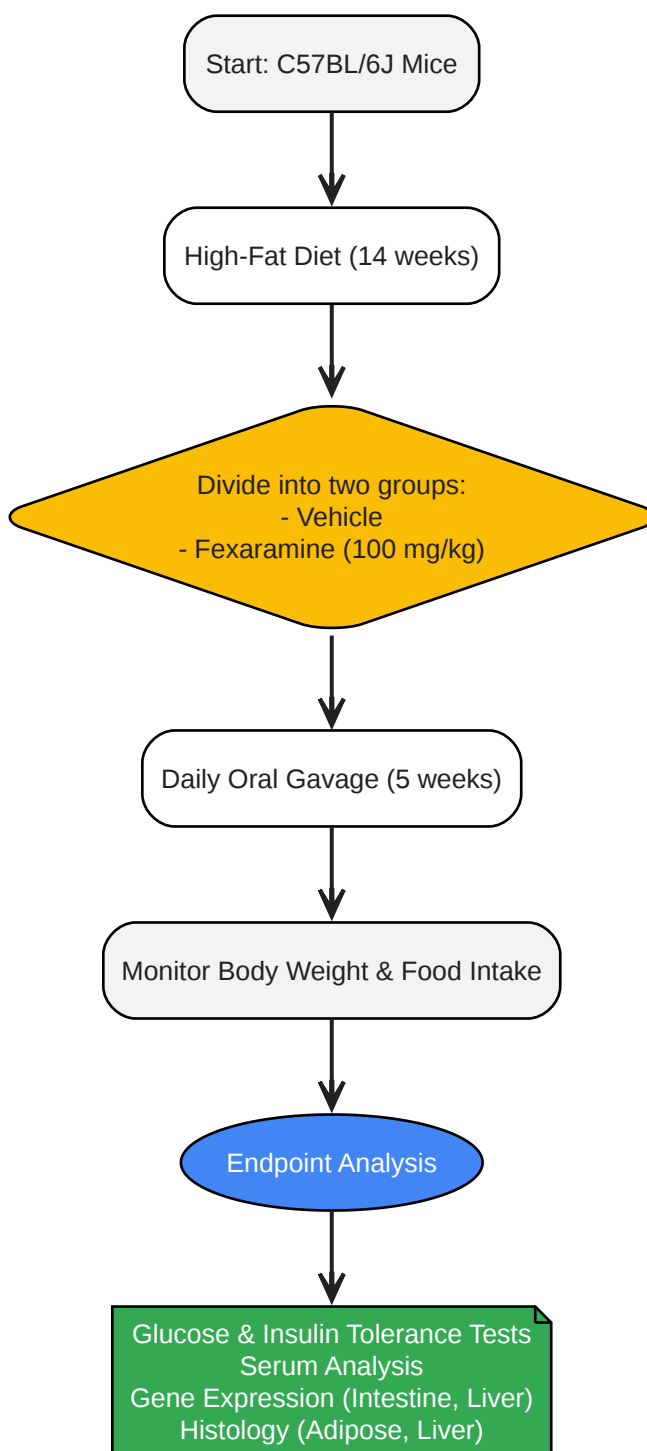 Start: C57BL/6J Mice
High-Fat Diet (14 weeks)
Divide into two groups:
- Vehicle
- Fexaramine (100 mg/kg)
Daily Oral Gavage (5 weeks)
Monitor Body Weight & Food Intake
Endpoint Analysis
Glucose & Insulin Tolerance Tests
Serum Analysis
Gene Expression (Intestine, Liver)
Histology (Adipose, Liver)